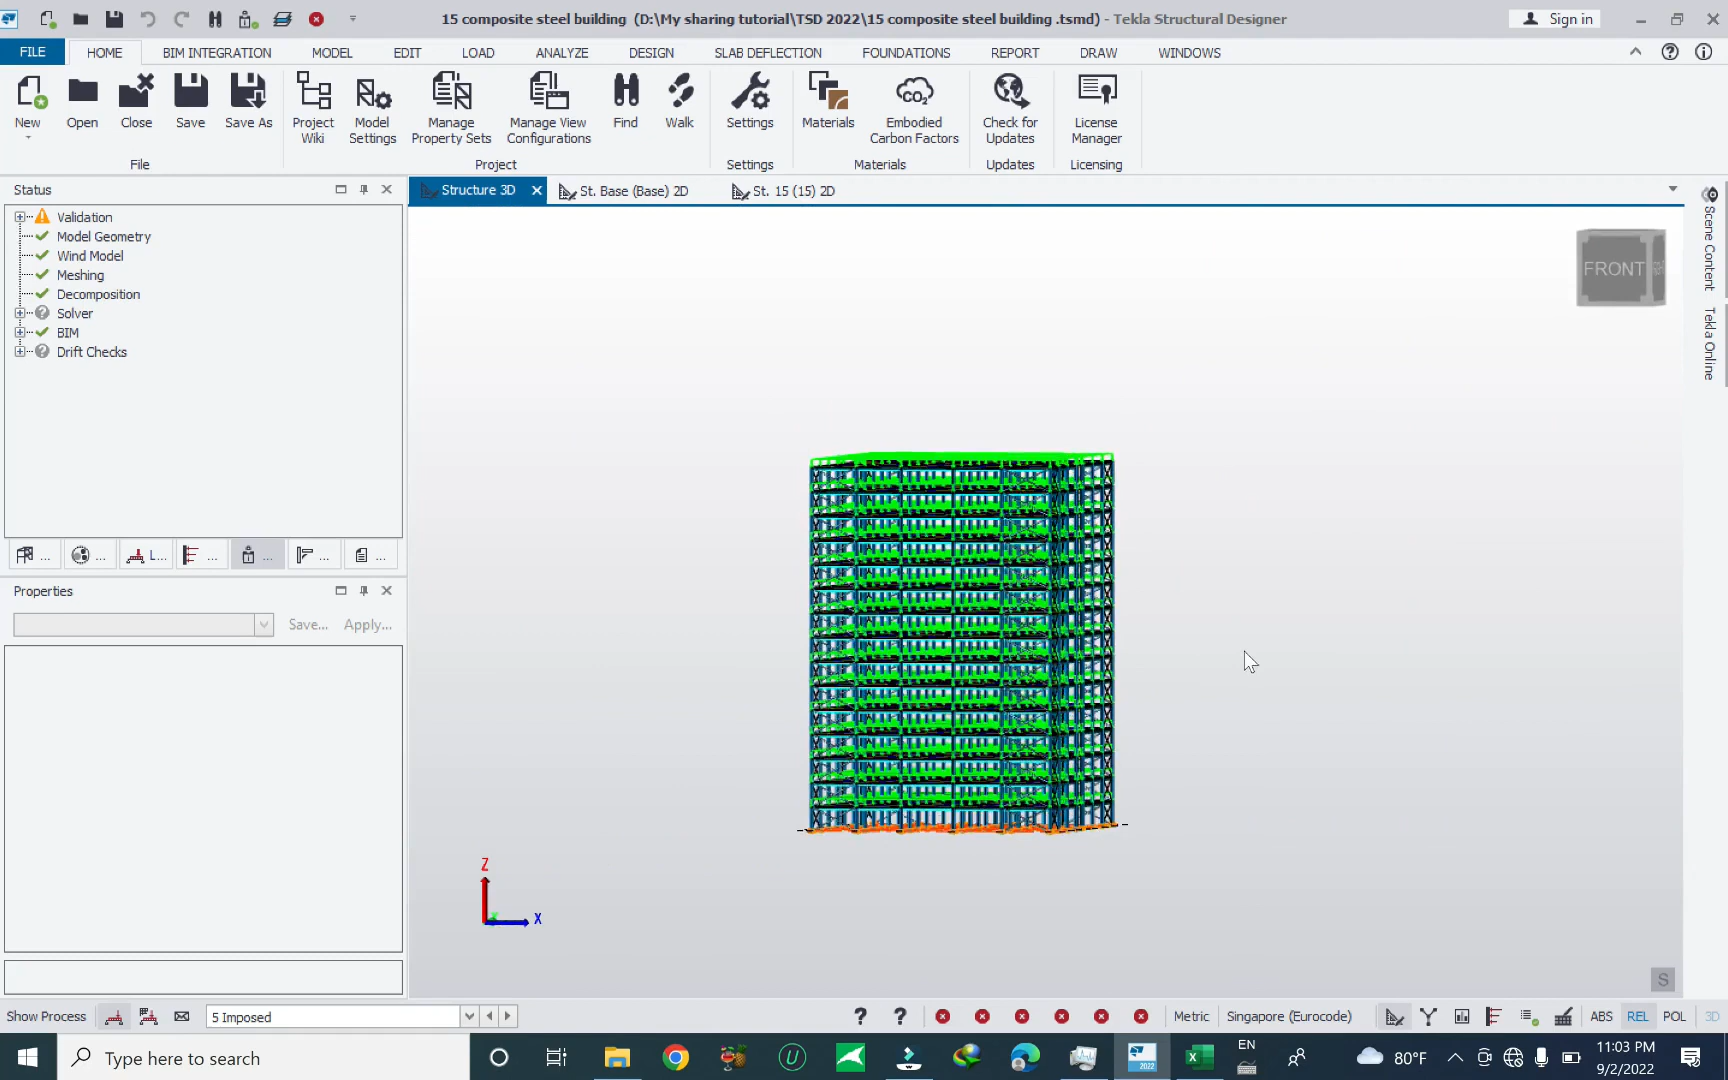 15 composite steel building (D:\My sharing tutorial\TSD 2022\15 composite steel building .tsmd) - Tekla Structural Designer
Sign in
FILE HOME BIM INTEGRATION MODEL EDIT LOAD ANALYZE DESIGN SLAB DEFLECTION FOUNDATIONS REPORT DRAW WINDOWS
New
Open
Close
Save
Save As
Project
Wiki
Model
Settings
Manage
Property Sets
Manage View
Configurations
Find
Walk
Settings
Materials
CO2
Embodied
Carbon Factors
Check for
Updates
License
Manager
File
Project
Settings
Materials
Updates
Licensing
Status
Structure 3D
St. Base (Base) 2D
St. 15 (15) 2D
Validation
Model Geometry
Wind Model
Meshing
Decomposition
Solver
BIM
Drift Checks
... ... L... ... ... ... ...
Properties
Save... Apply...
FRONT
Scene Content
Tekla Online
Z
X
S
Show Process
5 Imposed
Metric
Singapore (Eurocode)
ABS REL POL 3D
Type here to search
2022
EN
80°F
11:03 PM
9/2/2022